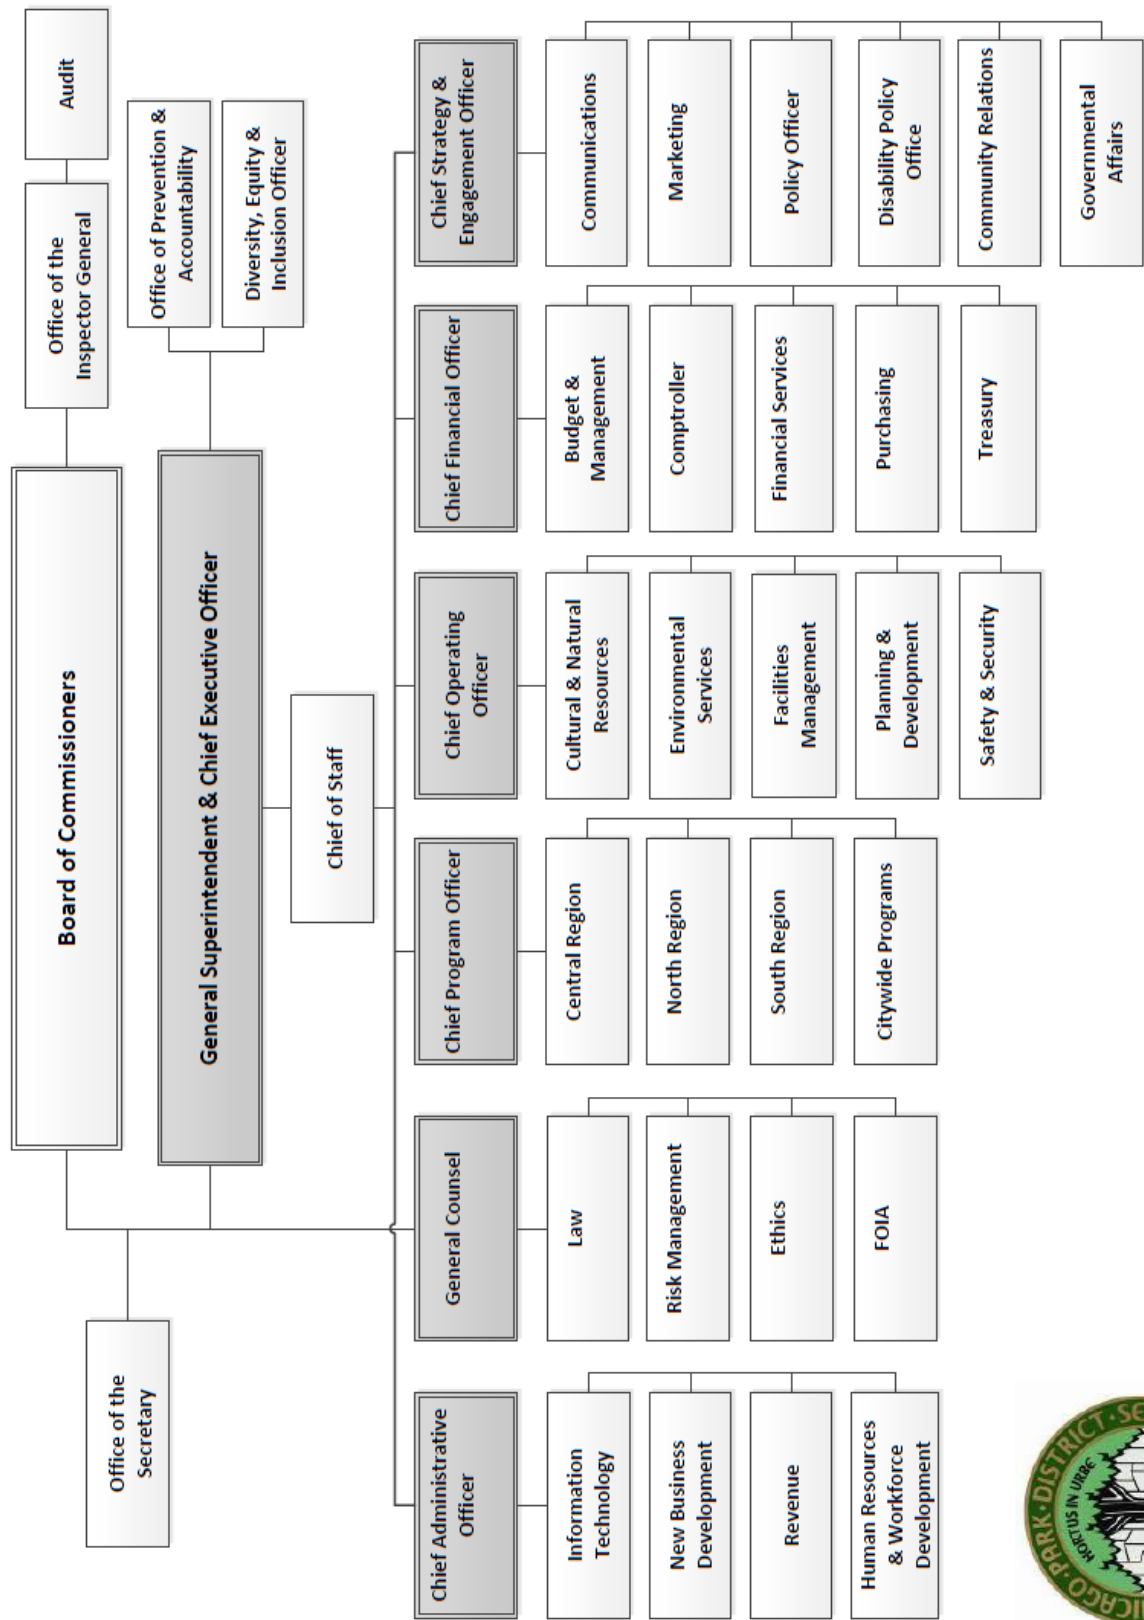 Board of Commissioners
Office of the
Inspector General
Audit
Office of the
Secretary
General Superintendent & Chief Executive Officer
Office of Prevention &
Accountability
Diversity, Equity &
Inclusion Officer
Chief of Staff
Chief Administrative
Officer
Information
Technology
New Business
Development
Revenue
Human Resources
& Workforce
Development
General Counsel
Law
Risk Management
Ethics
FOIA
Chief Program Officer
Central Region
North Region
South Region
Citywide Programs
Chief Operating
Officer
Cultural & Natural
Resources
Environmental
Services
Facilities
Management
Planning &
Development
Safety & Security
Chief Financial Officer
Budget &
Management
Comptroller
Financial Services
Purchasing
Treasury
Chief Strategy &
Engagement Officer
Communications
Marketing
Policy Officer
Disability Policy
Office
Community Relations
Governmental
Affairs
PARK · DISTRICT ·
HORTUS IN URBE